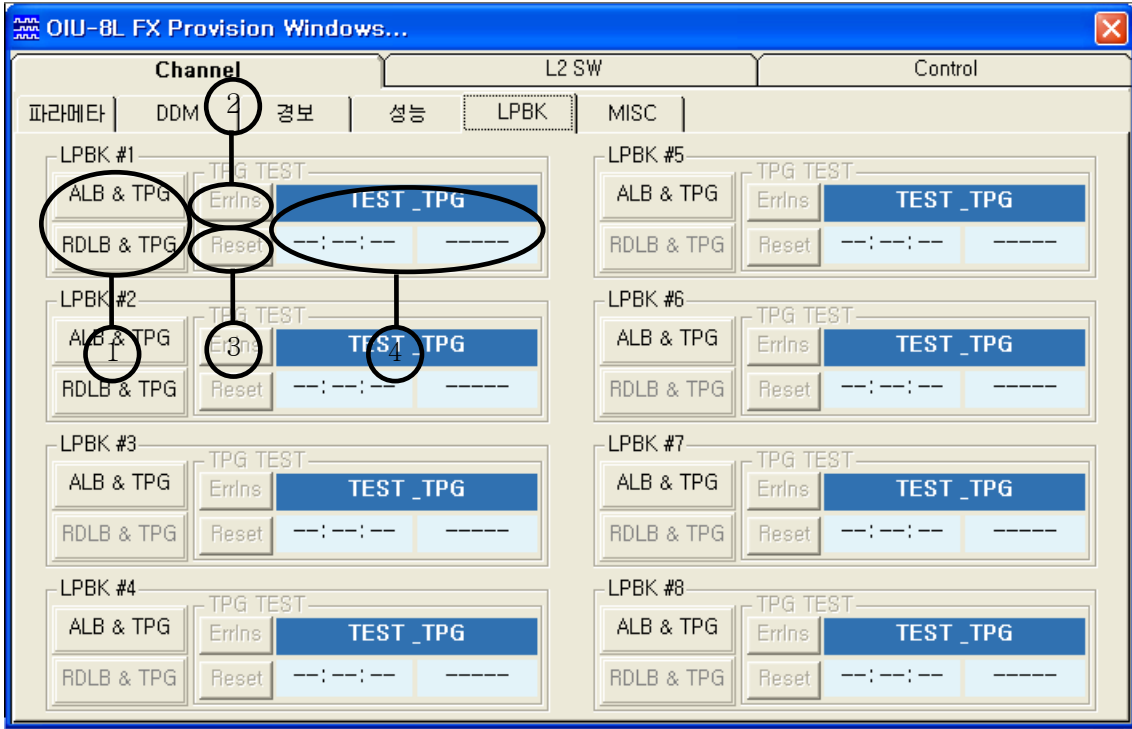 OIU-8L FX Provision Windows...
Channel L2 SW Control
파라메타 DDM 경보 성능 LPBK MISC
2
LPBK #1
TPG TEST
ALB & TPG ErrIns TEST _TPG
RDLB & TPG Reset --:--:-- -----
LPBK #5
TPG TEST
ALB & TPG ErrIns TEST _TPG
RDLB & TPG Reset --:--:-- -----
LPBK #2
TPG TEST
ALB & TPG ErrIns TEST _TPG
1 3 4
RDLB & TPG Reset --:--:-- -----
LPBK #6
TPG TEST
ALB & TPG ErrIns TEST _TPG
RDLB & TPG Reset --:--:-- -----
LPBK #3
TPG TEST
ALB & TPG ErrIns TEST _TPG
RDLB & TPG Reset --:--:-- -----
LPBK #7
TPG TEST
ALB & TPG ErrIns TEST _TPG
RDLB & TPG Reset --:--:-- -----
LPBK #4
TPG TEST
ALB & TPG ErrIns TEST _TPG
RDLB & TPG Reset --:--:-- -----
LPBK #8
TPG TEST
ALB & TPG ErrIns TEST _TPG
RDLB & TPG Reset --:--:-- -----